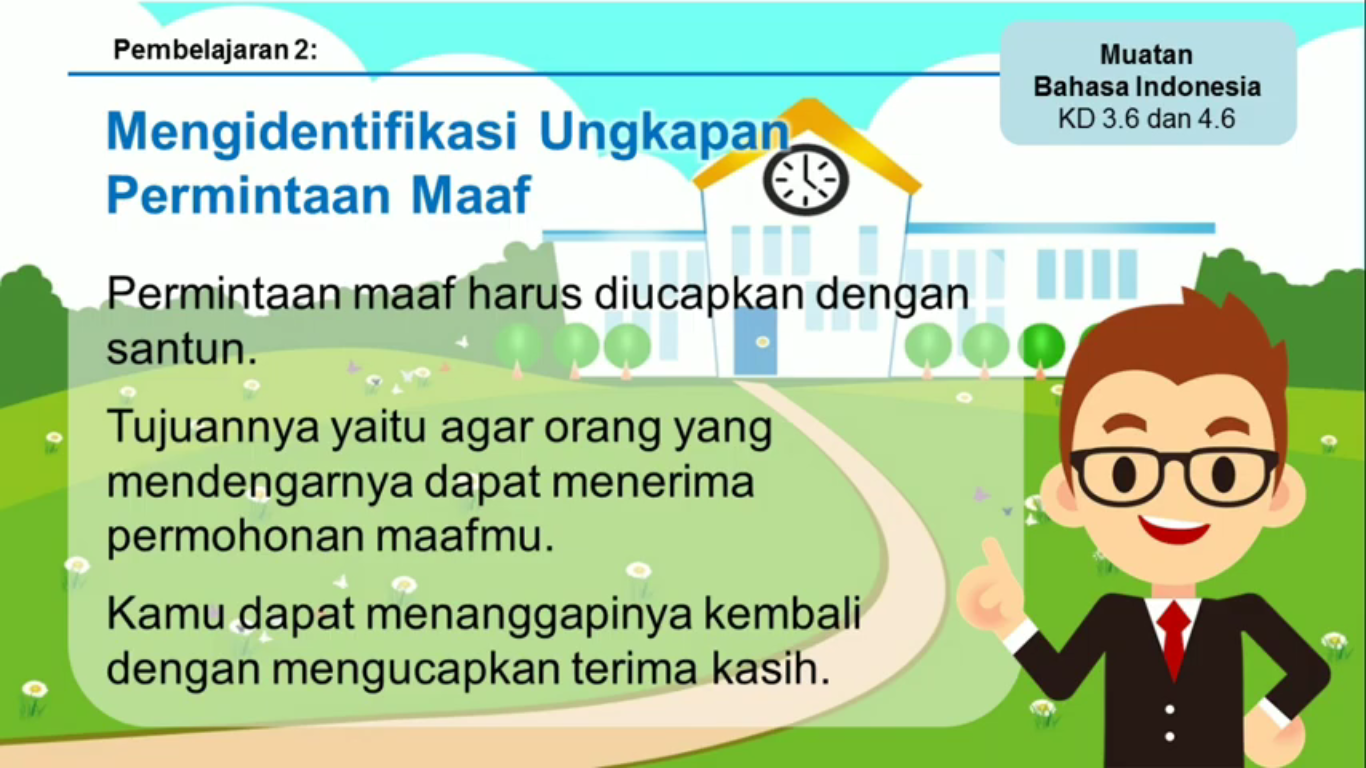 Pembelajaran 2:
Muatan
Bahasa Indonesia
KD 3.6 dan 4.6
Mengidentifikasi Ungkapan
Permintaan Maaf
Permintaan maaf harus diucapkan dengan
santun.
Tujuannya yaitu agar orang yang
mendengarnya dapat menerima
permohonan maafmu.
Kamu dapat menanggapinya kembali
dengan mengucapkan terima kasih.